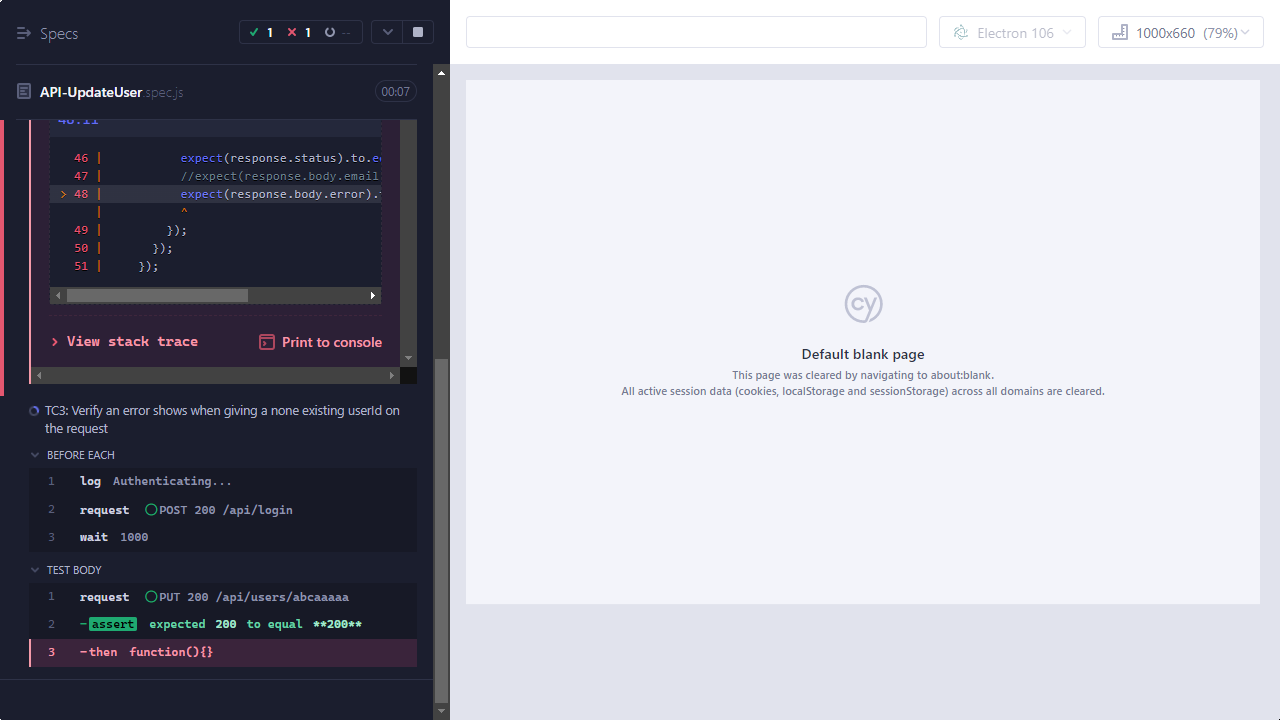 Specs
1 1 --
Electron 106
1000x660 (79%)
API-UpdateUser.spec.js
00:07
46 | expect(response.status).to.e
47 | //expect(response.body.email
> 48 | expect(response.body.error).
| ^
49 | });
50 | });
51 | });
> View stack trace
Print to console
TC3: Verify an error shows when giving a none existing userId on
the request
BEFORE EACH
1 log Authenticating...
2 request POST 200 /api/login
3 wait 1000
TEST BODY
1 request PUT 200 /api/users/abcaaaaa
2 -assert expected 200 to equal **200**
3 -then function(){}
cy
Default blank page
This page was cleared by navigating to about:blank.
All active session data (cookies, localStorage and sessionStorage) across all domains are cleared.